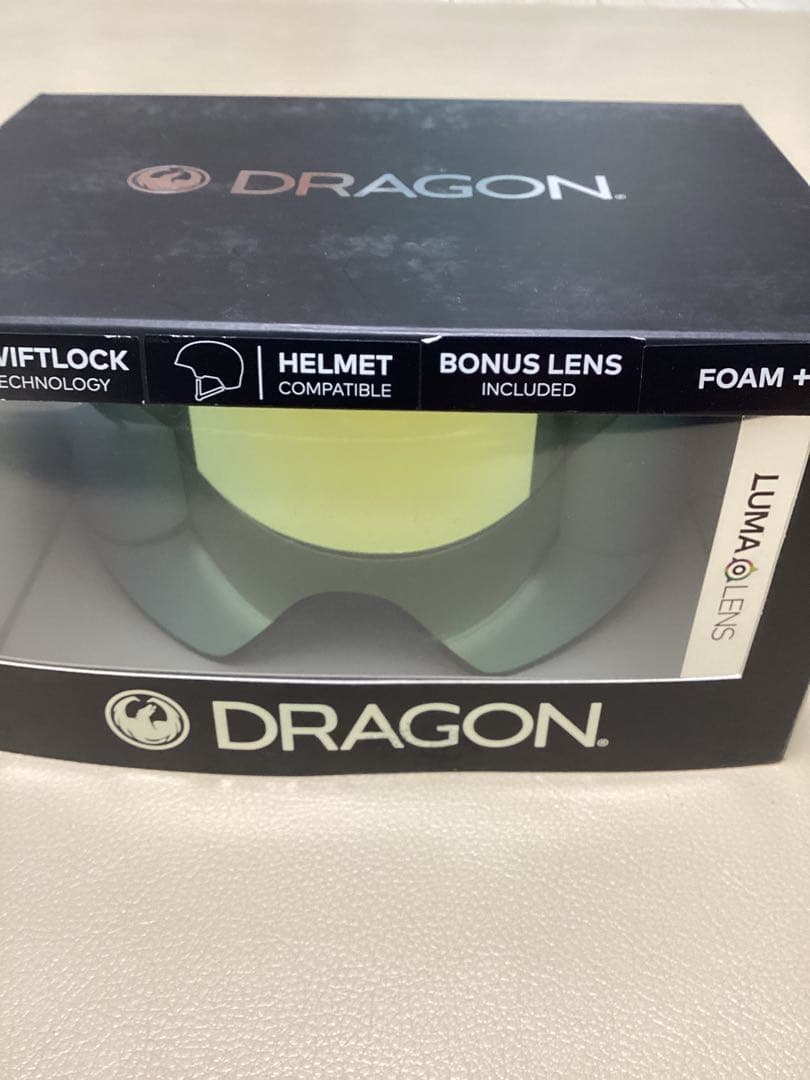 DRAGON.
WIFTLOCK
ECHNOLOGY
HELMET
COMPATIBLE
BONUS LENS
INCLUDED
FOAM +
LUMA LENS
DRAGON.